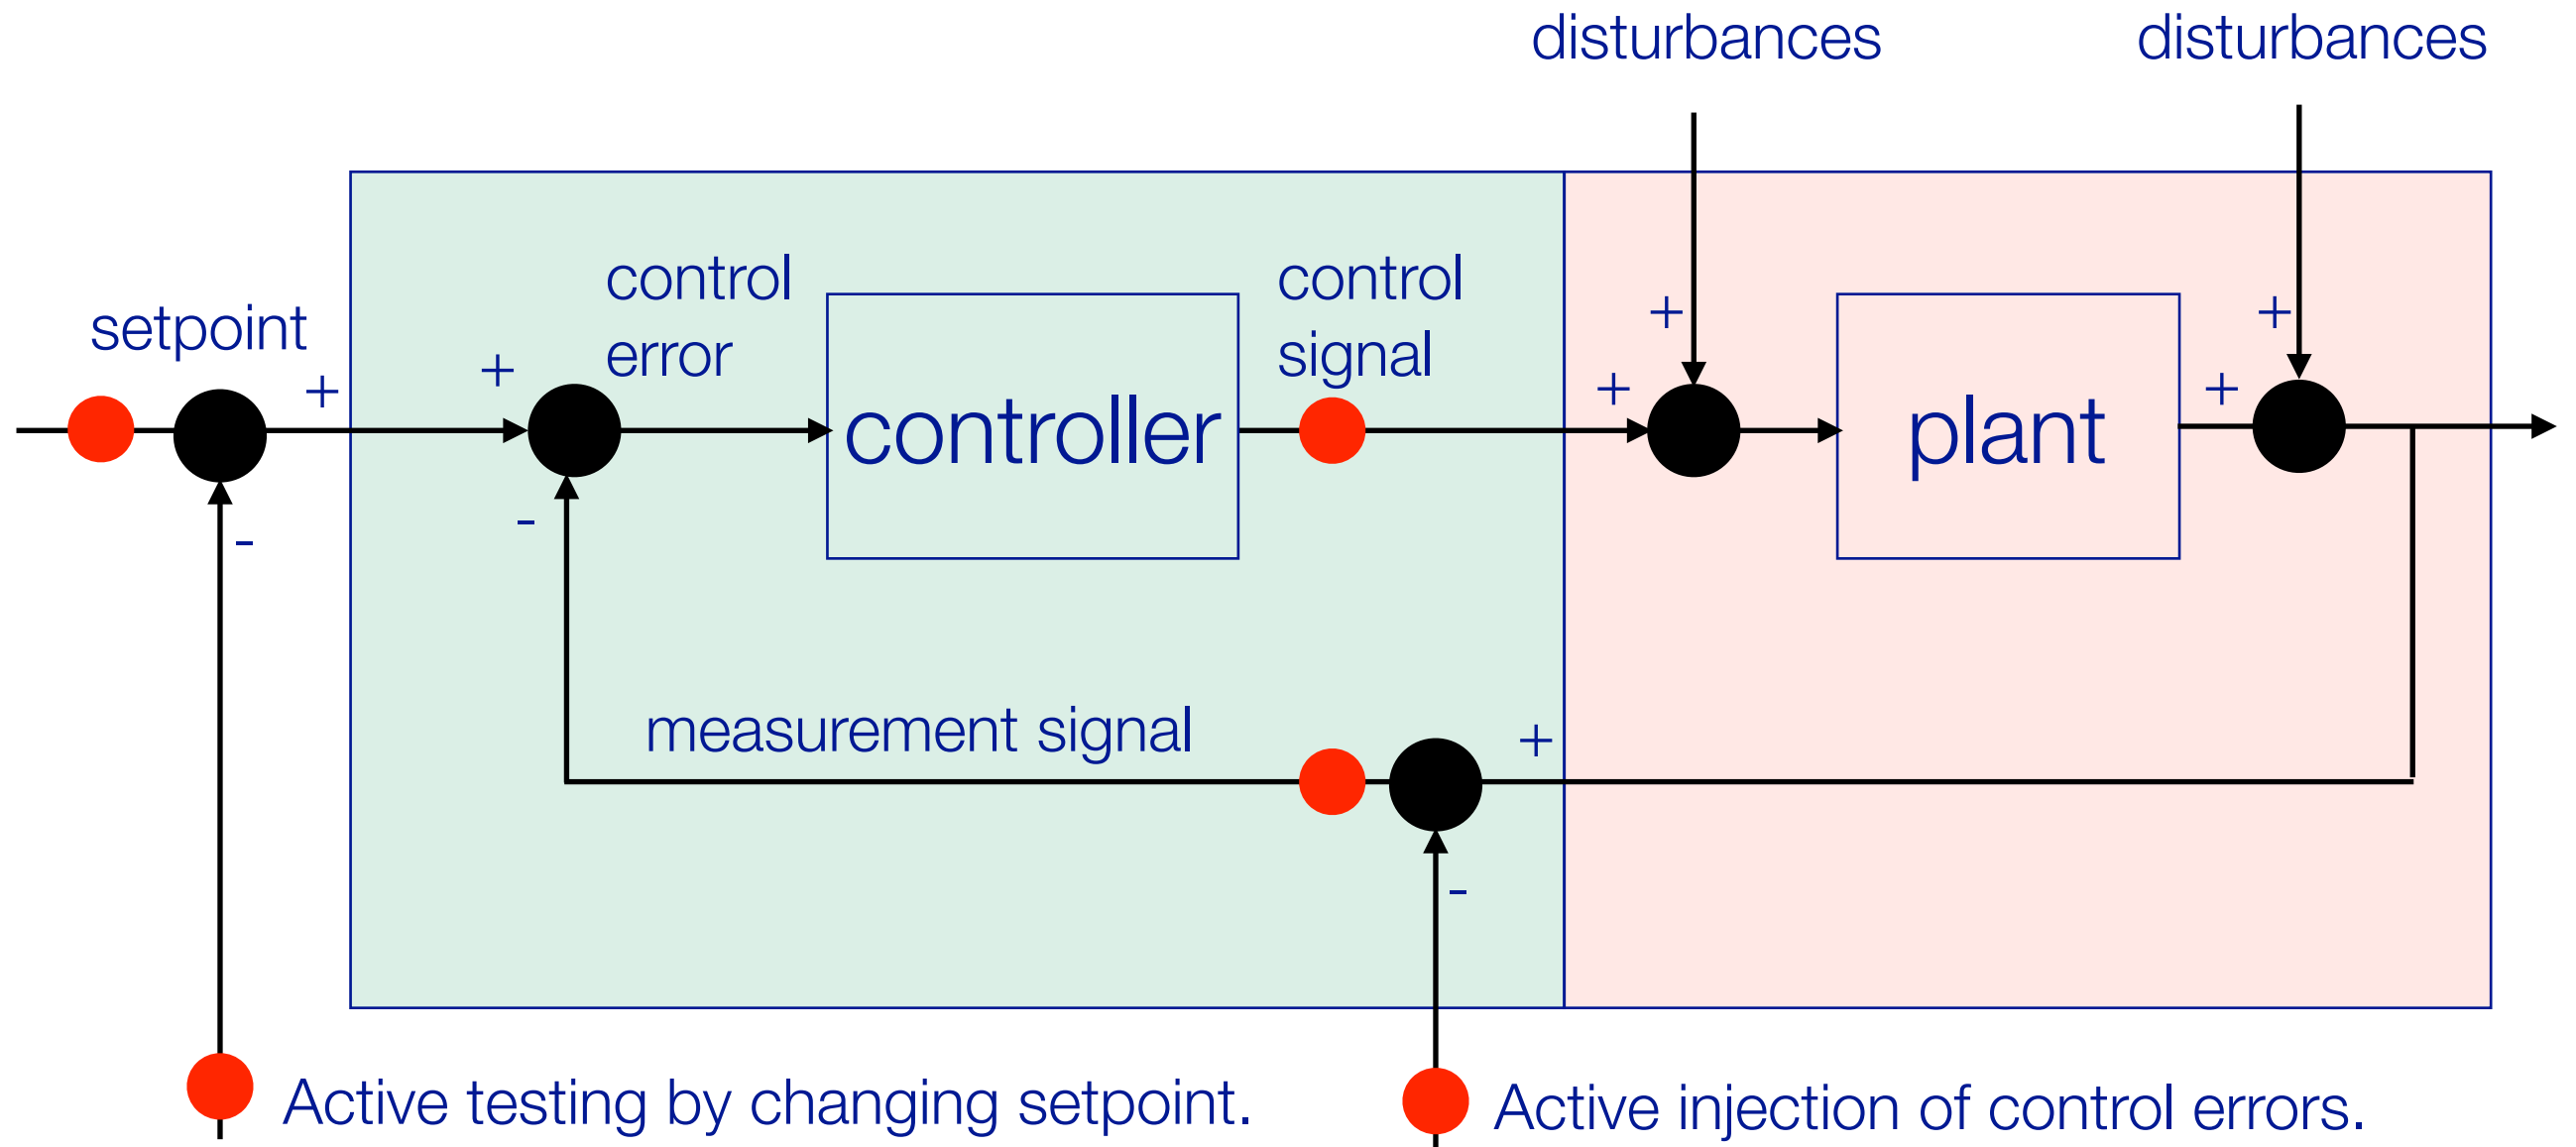 disturbances
disturbances
control
error
control
signal
setpoint
+
+
+
+
+
+
controller
plant
-
-
measurement signal
+
-
Active testing by changing setpoint.
Active injection of control errors.